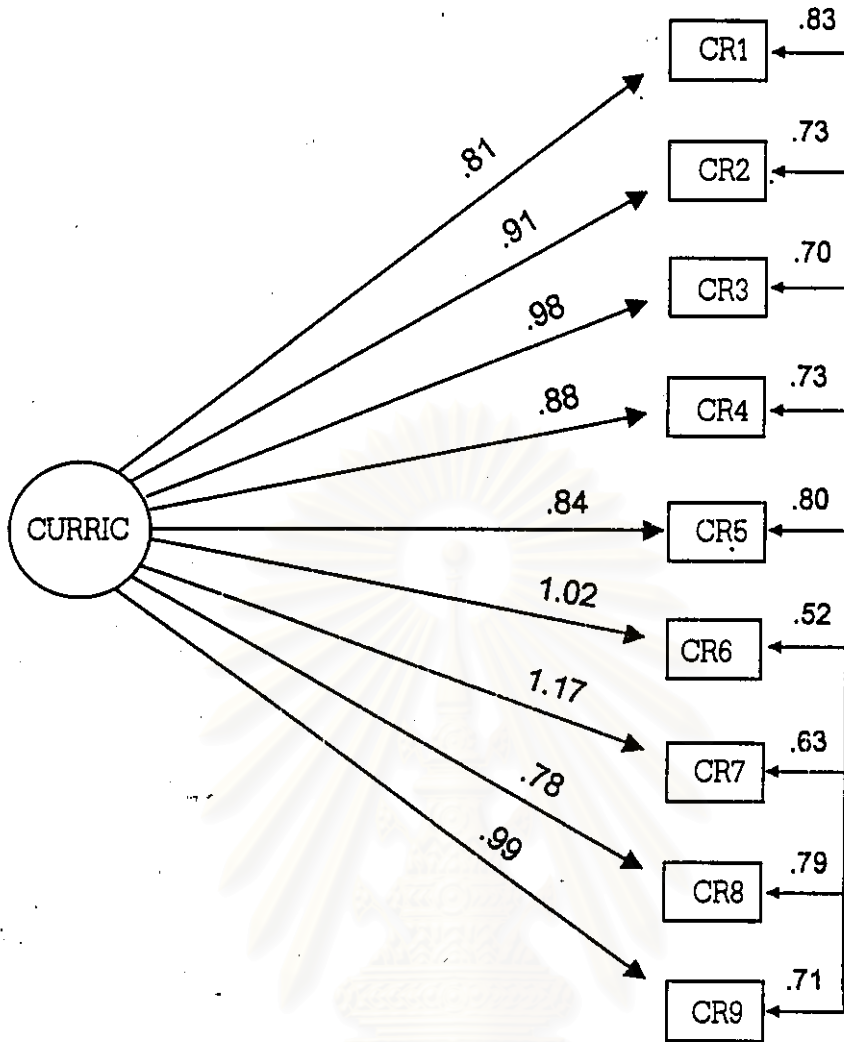 .83
CR1
.81
.73
CR2
.91
.70
CR3
.98
.73
CR4
.88
CURRIC
.84
.80
CR5
1.02
.52
CR6
1.17
.63
CR7
.78
.79
CR8
.99
.71
CR9